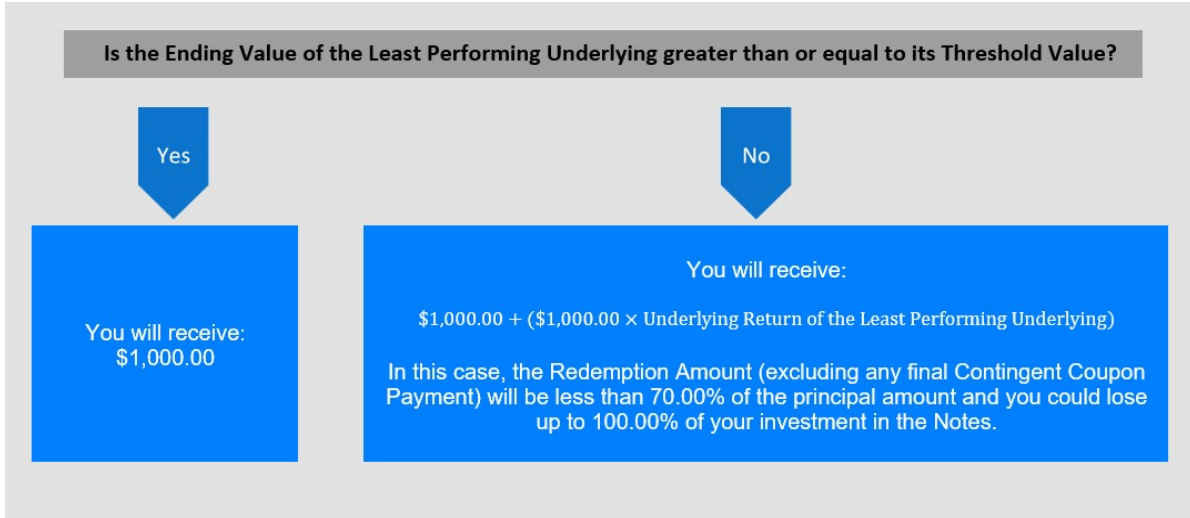 Is the Ending Value of the Least Performing Underlying greater than or equal to its Threshold Value?
Yes
No
You will receive:
$1,000.00
You will receive:
$1,000.00 + ($1,000.00 × Underlying Return of the Least Performing Underlying)
In this case, the Redemption Amount (excluding any final Contingent Coupon
Payment) will be less than 70.00% of the principal amount and you could lose
up to 100.00% of your investment in the Notes.